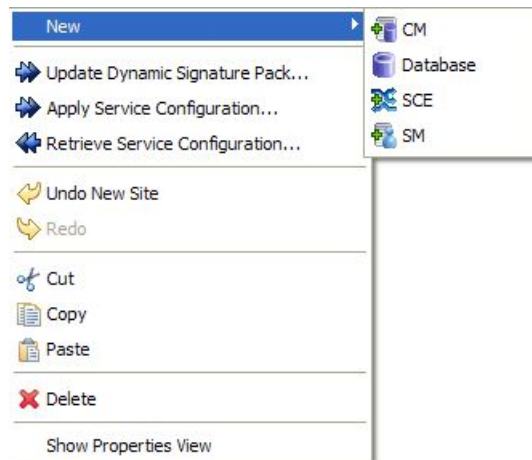 New
CM
Database
SCE
SM
Update Dynamic Signature Pack...
Apply Service Configuration...
Retrieve Service Configuration...
Undo New Site
Redo
Cut
Copy
Paste
Delete
Show Properties View